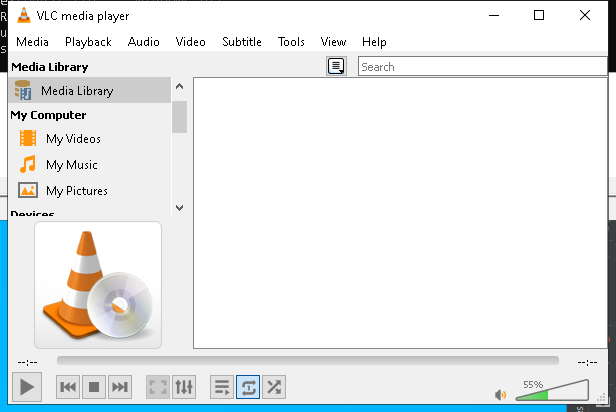 VLC media player
Media Playback Audio Video Subtitle Tools View Help
Media Library
Search
Media Library
My Computer
My Videos
My Music
My Pictures
Devices
--:-- --:--
55%